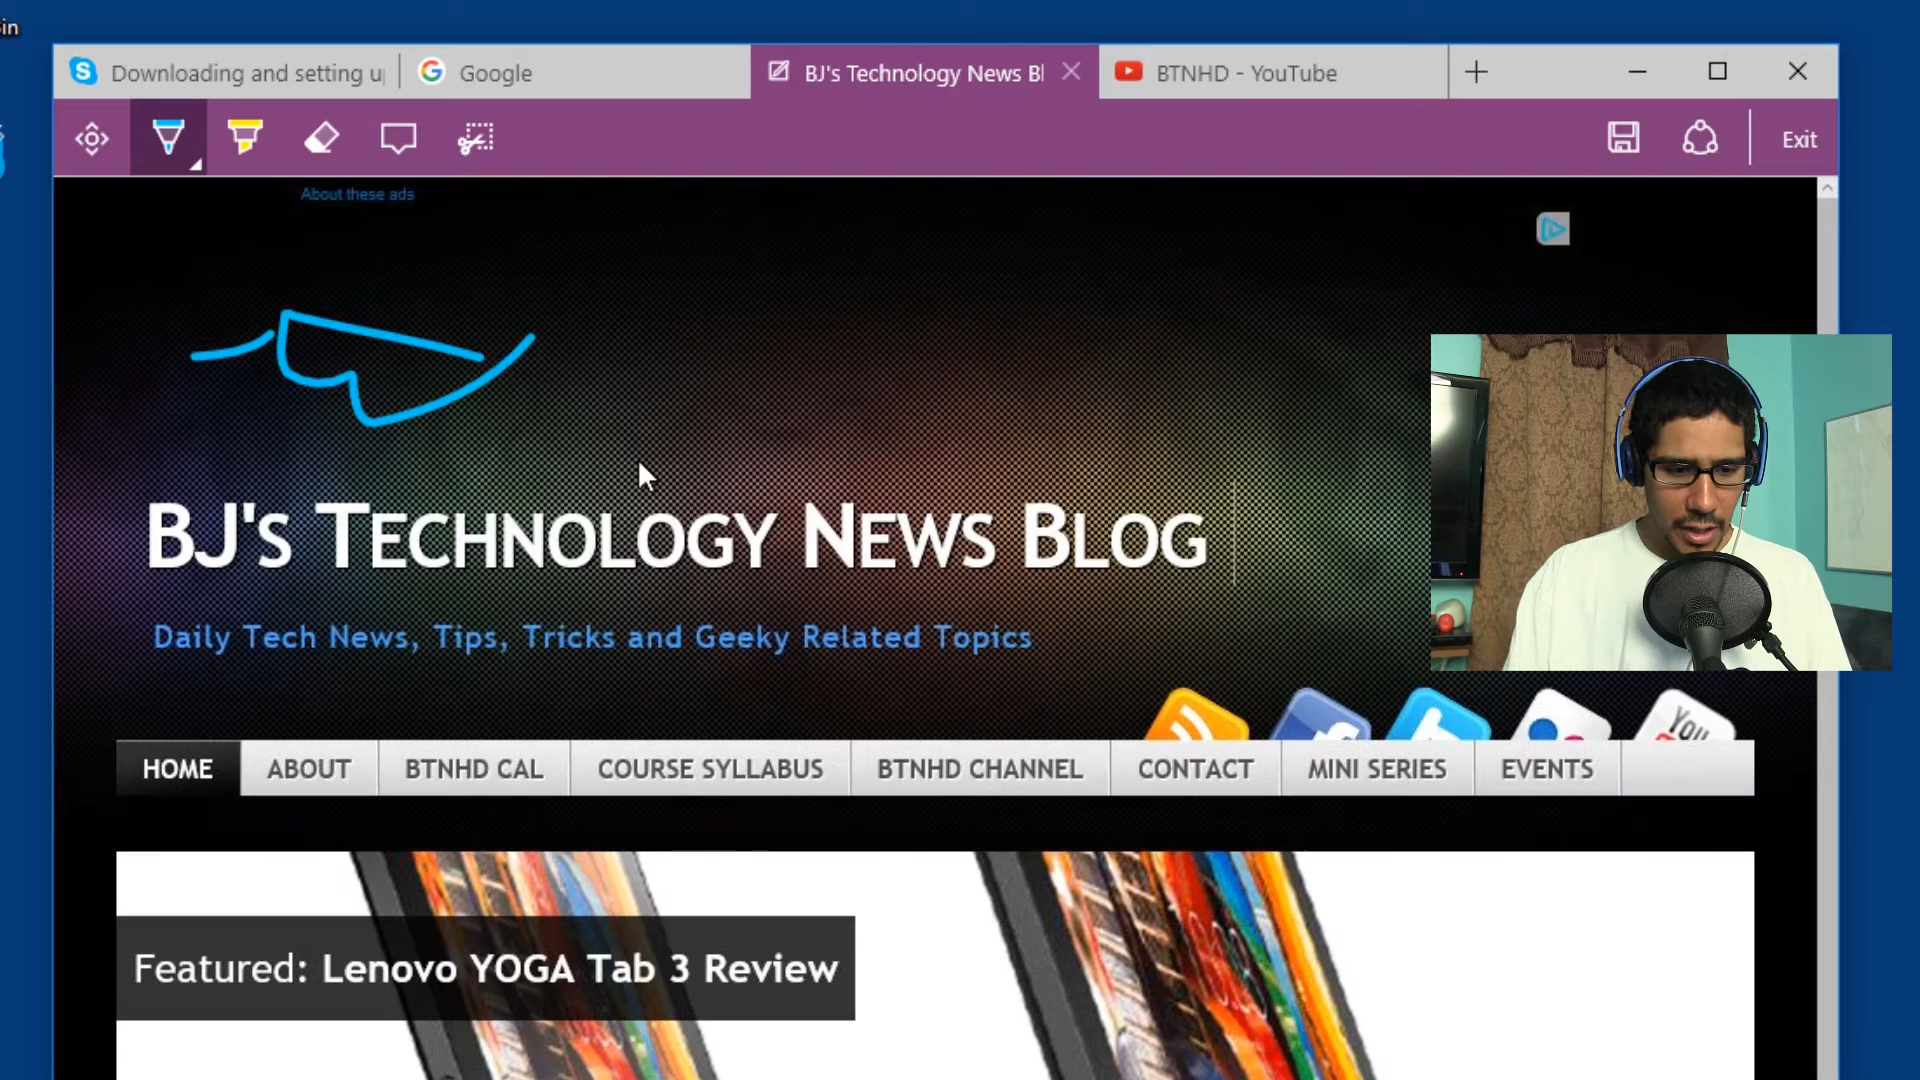 in
Downloading and setting u
Google
BJ's Technology News Bl
BTNHD - YouTube
Exit
About these ads
BJ's Technology News Blog
Daily Tech News, Tips, Tricks and Geeky Related Topics
You
HOME
ABOUT
BTNHD CAL
COURSE SYLLABUS
BTNHD CHANNEL
CONTACT
MINI SERIES
EVENTS
Featured: Lenovo YOGA Tab 3 Review